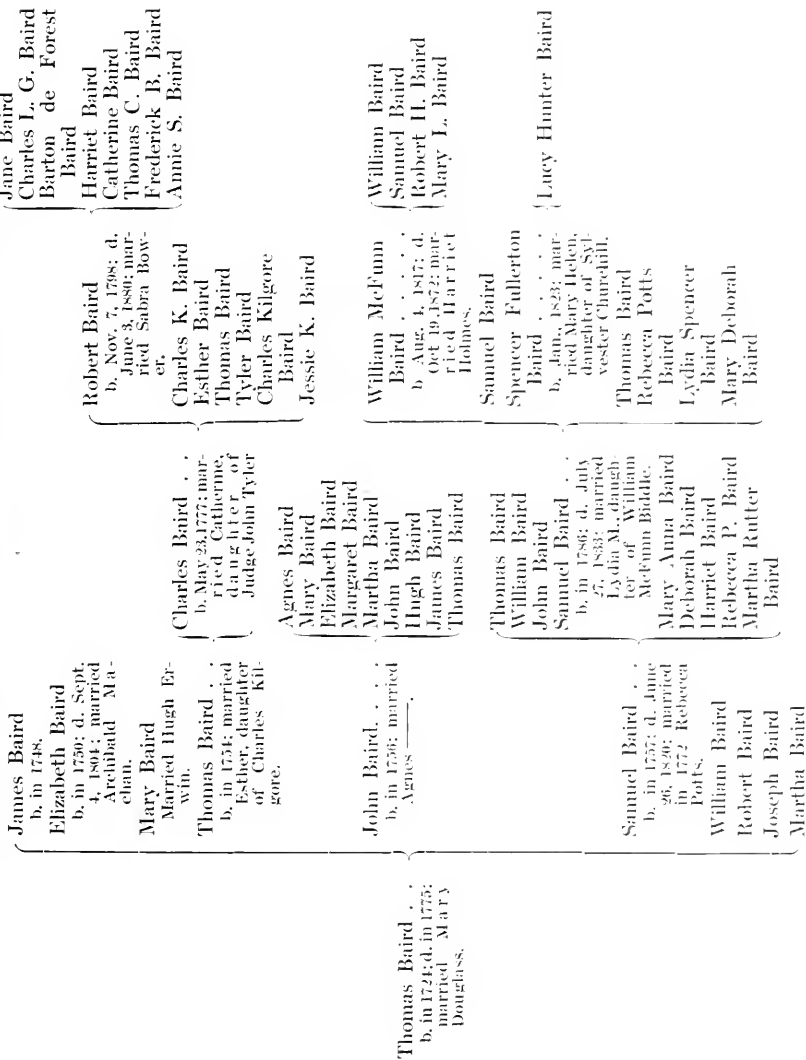 Thomas Baird . .
b. in 1724; d. in 1775;
married Mary
Douglass.
James Baird
b. in 1748.
Elizabeth Baird
b. in 1750; d. Sept.
4, 1804; married
Archibald Ma-
chan.
Mary Baird
Married Hugh Er-
win.
Thomas Baird . .
b. in 1754; married
Esther, daughter
of Charles Kil-
gore.
John Baird. . . .
b. in 1756; married
Agnes ——.
Samuel Baird . .
b. in 1757; d. June
26, 1820; married
in 1772 Rebecca
Potts.
William Baird
Robert Baird
Joseph Baird
Martha Baird
Charles Baird . .
b. May 23, 1777; mar-
ried Catherine,
daughter of
Judge John Tyler
Agnes Baird
Mary Baird
Elizabeth Baird
Margaret Baird
Martha Baird
John Baird
Hugh Baird
James Baird
Thomas Baird
Thomas Baird
William Baird
John Baird
Samuel Baird . .
b. in 1786; d. July
27, 1833; married
Lydia M., daugh-
ter of William
McFunn Biddle.
Mary Anna Baird
Deborah Baird
Harriet Baird
Rebecca P. Baird
Martha Rutter
Baird
Robert Baird
b. Nov. 7, 1798; d.
June 3, 1880; mar-
ried Sabra Bow-
er.
Charles K. Baird
Esther Baird
Thomas Baird
Tyler Baird
Charles Kilgore
Baird
Jessie K. Baird
William McFunn
Baird . . . . .
b. Aug. 4, 1817; d.
Oct 19, 1872; mar-
ried Harriet
Holmes.
Samuel Baird
Spencer Fullerton
Baird . . . . .
b. Jan., 1823; mar-
ried Mary Helen,
daughter of Syl-
vester Churchill.
Thomas Baird
Rebecca Potts
Baird
Lydia Spencer
Baird
Mary Deborah
Baird
Jane Baird
Charles L. G. Baird
Barton de Forest
Baird
Harriet Baird
Catherine Baird
Thomas C. Baird
Frederick B. Baird
Annie S. Baird
William Baird
Samuel Baird
Robert H. Baird
Mary L. Baird
Lucy Hunter Baird